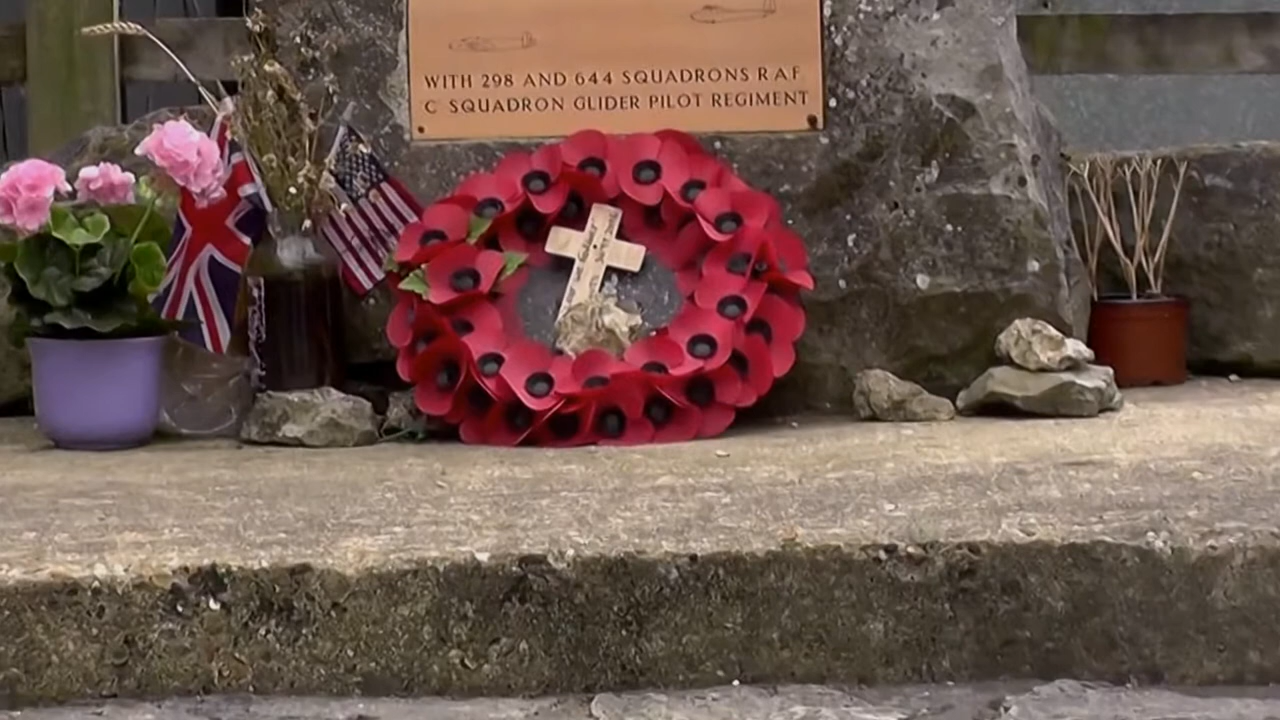 WITH 298 AND 644 SQUADRONS RAF
C SQUADRON GLIDER PILOT REGIMENT